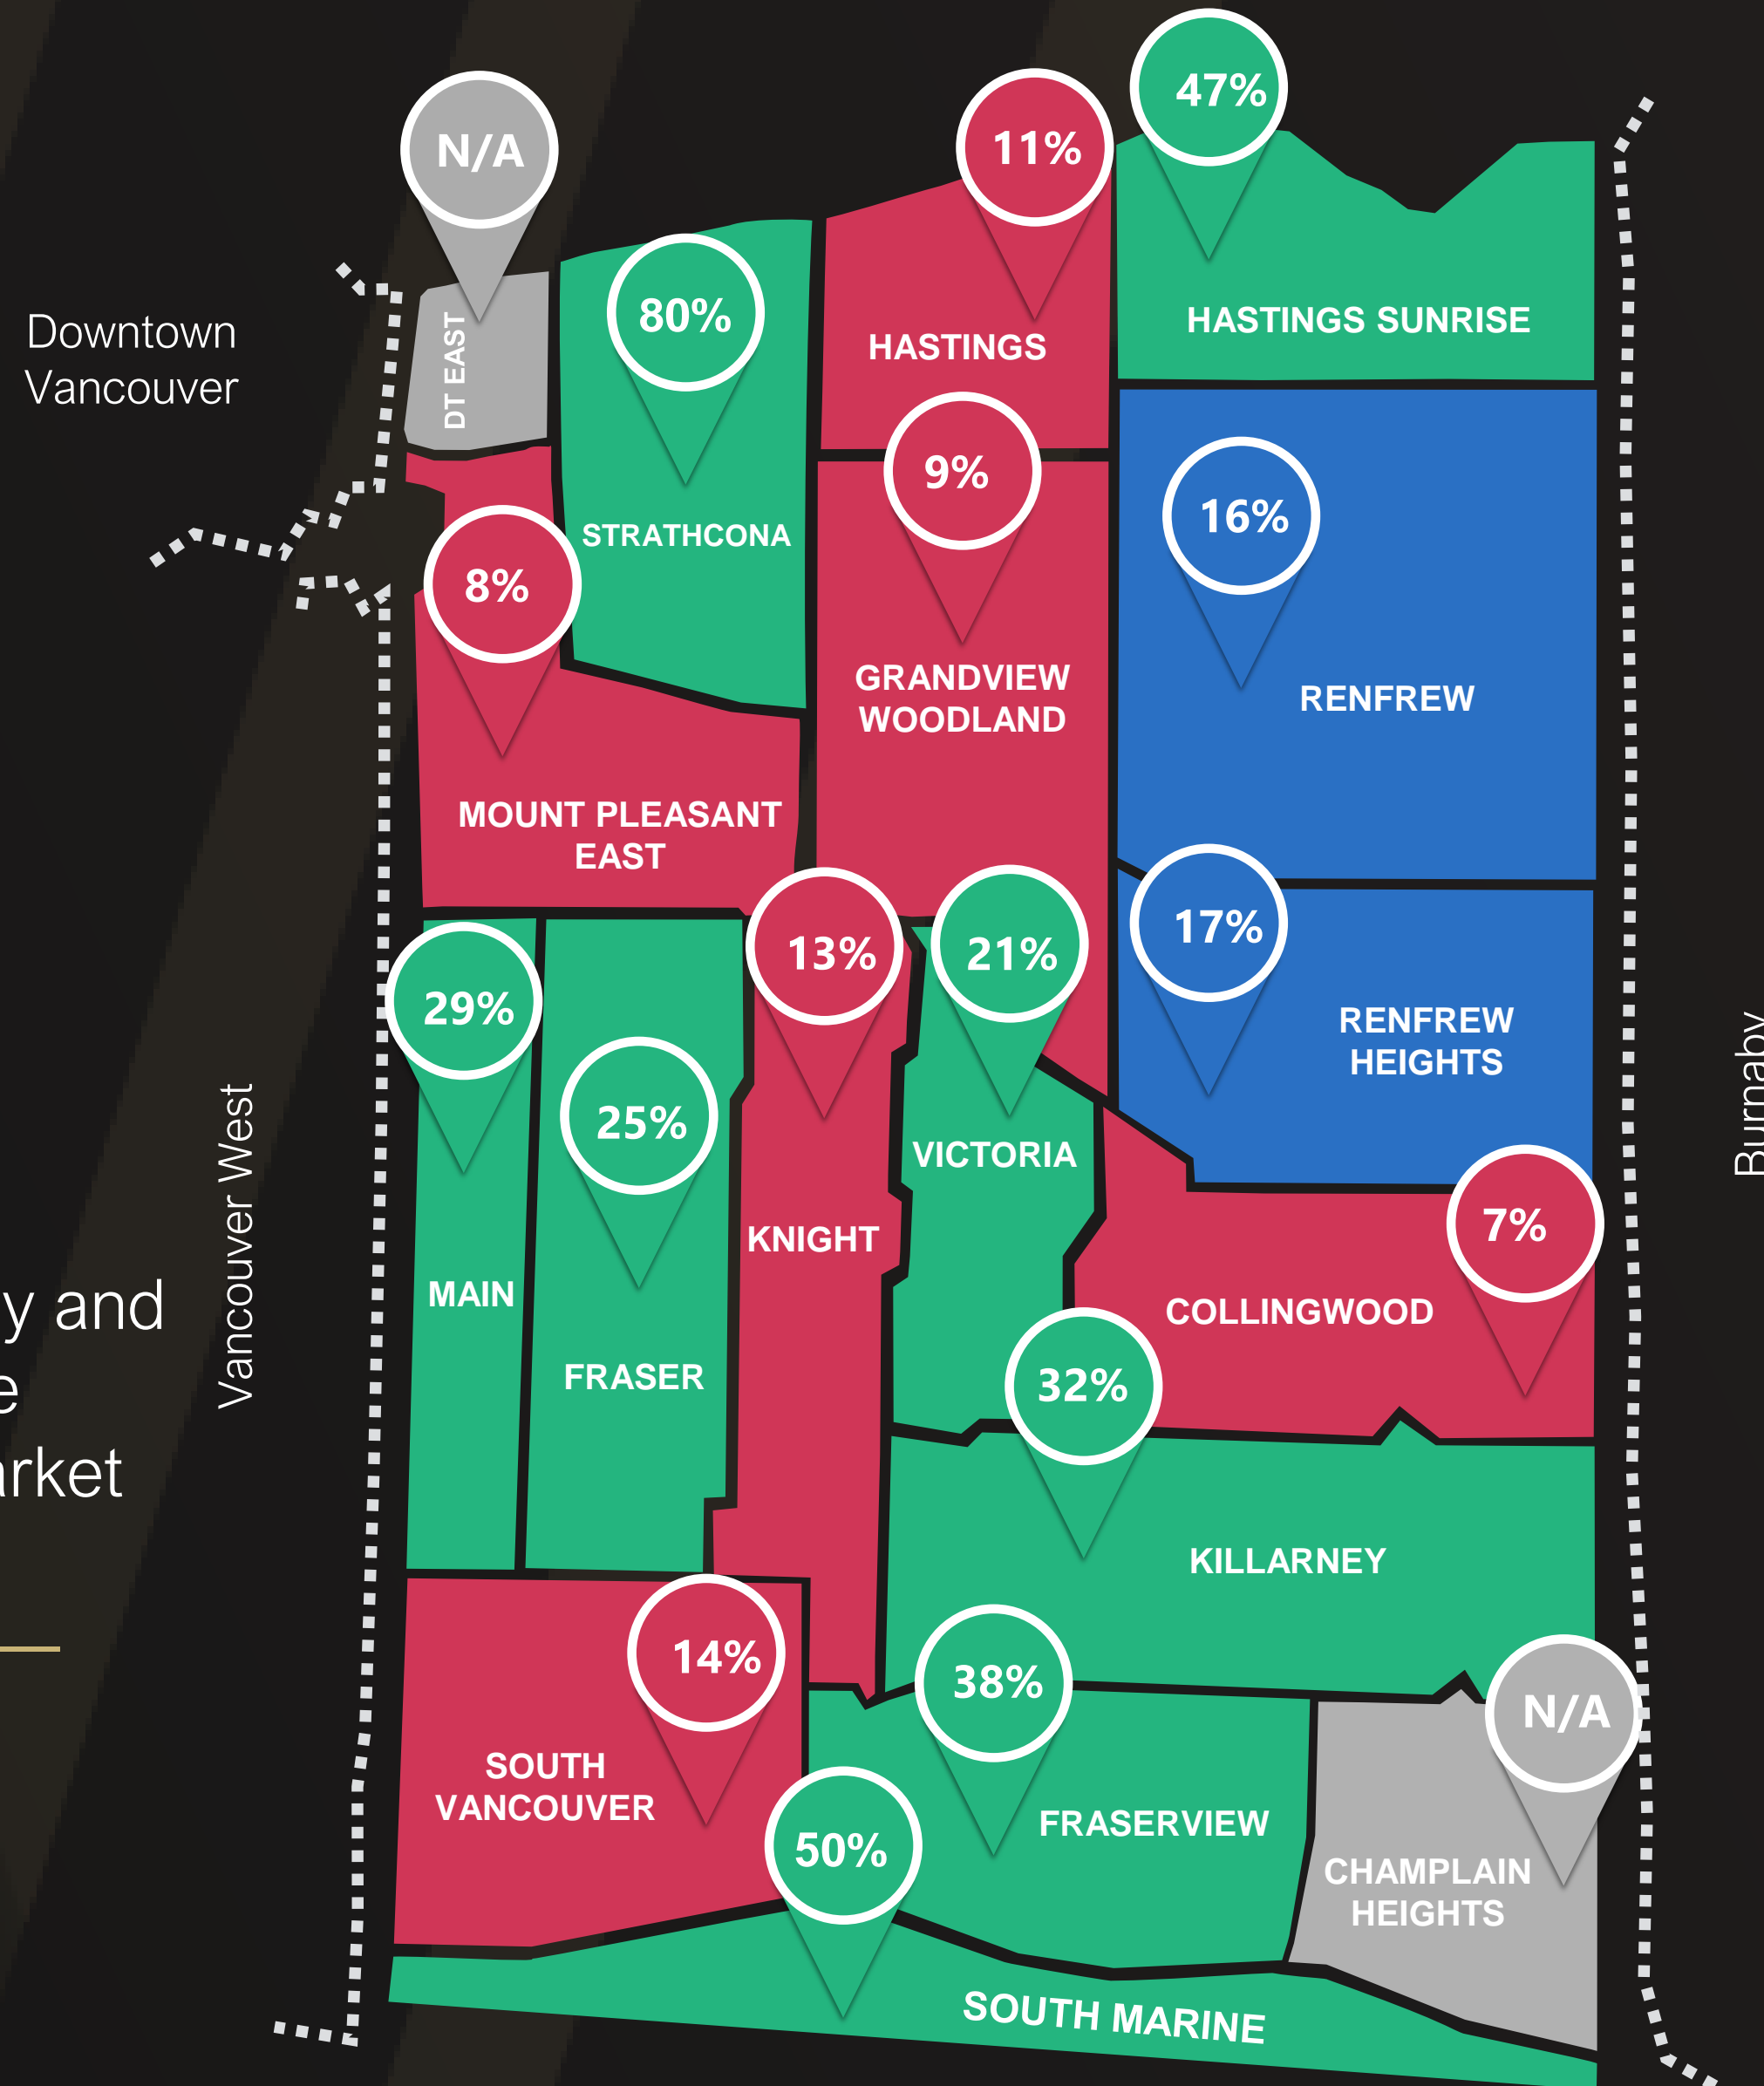 47%
11%
N/A
80%
HASTINGS SUNRISE
Downtown
Vancouver
DT EAST
HASTINGS
9%
16%
STRATHCONA
8%
GRANDVIEW
WOODLAND
RENFREW
MOUNT PLEASANT
EAST
13%
21%
17%
29%
RENFREW
HEIGHTS
25%
Burnaby
VICTORIA
Vancouver West
KNIGHT
7%
MAIN
y and
COLLINGWOOD
FRASER
32%
e
arket
KILLARNEY
14%
38%
N/A
SOUTH
VANCOUVER
50%
FRASERVIEW
CHAMPLAIN
HEIGHTS
SOUTH MARINE